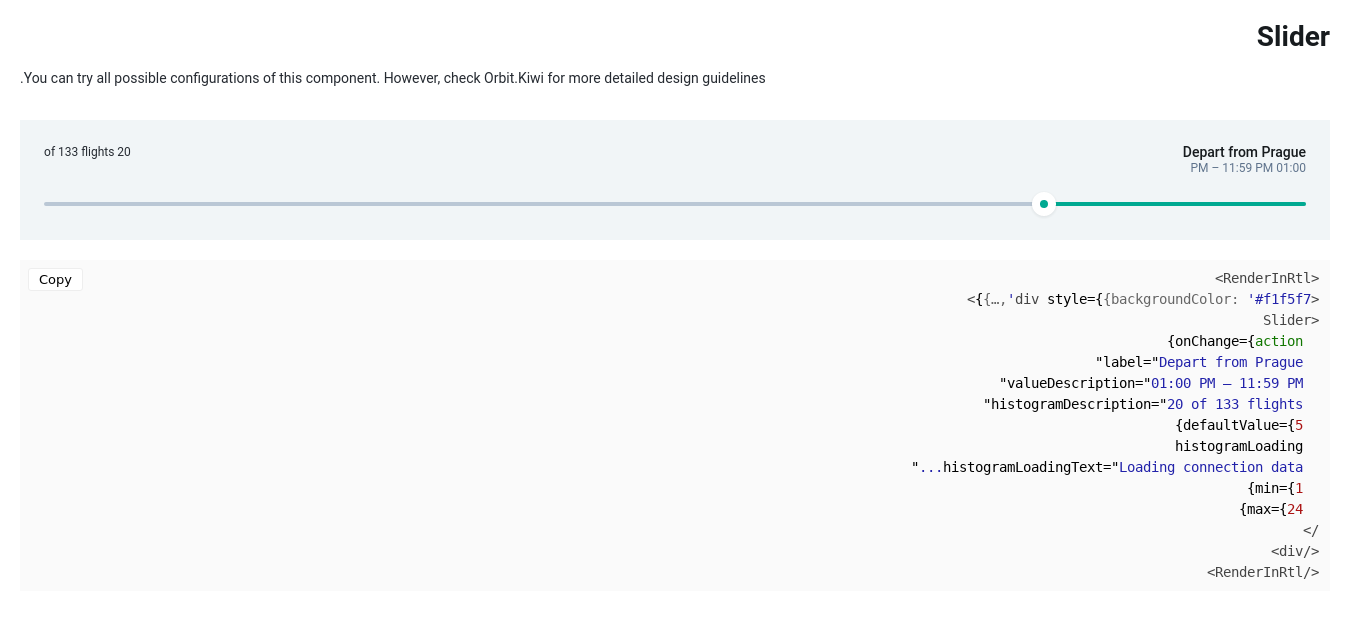 Slider
.You can try all possible configurations of this component. However, check Orbit.Kiwi for more detailed design guidelines
Depart from Prague
PM – 11:59 PM 01:00
of 133 flights 20
Copy
<RenderInRtl>
<{{…,'div style={{backgroundColor: '#f1f5f7>
Slider>
{onChange={action
"label="Depart from Prague
"valueDescription="01:00 PM – 11:59 PM
"histogramDescription="20 of 133 flights
{defaultValue={5
histogramLoading
"...histogramLoadingText="Loading connection data
{min={1
{max={24
</
<div/>
<RenderInRtl/>